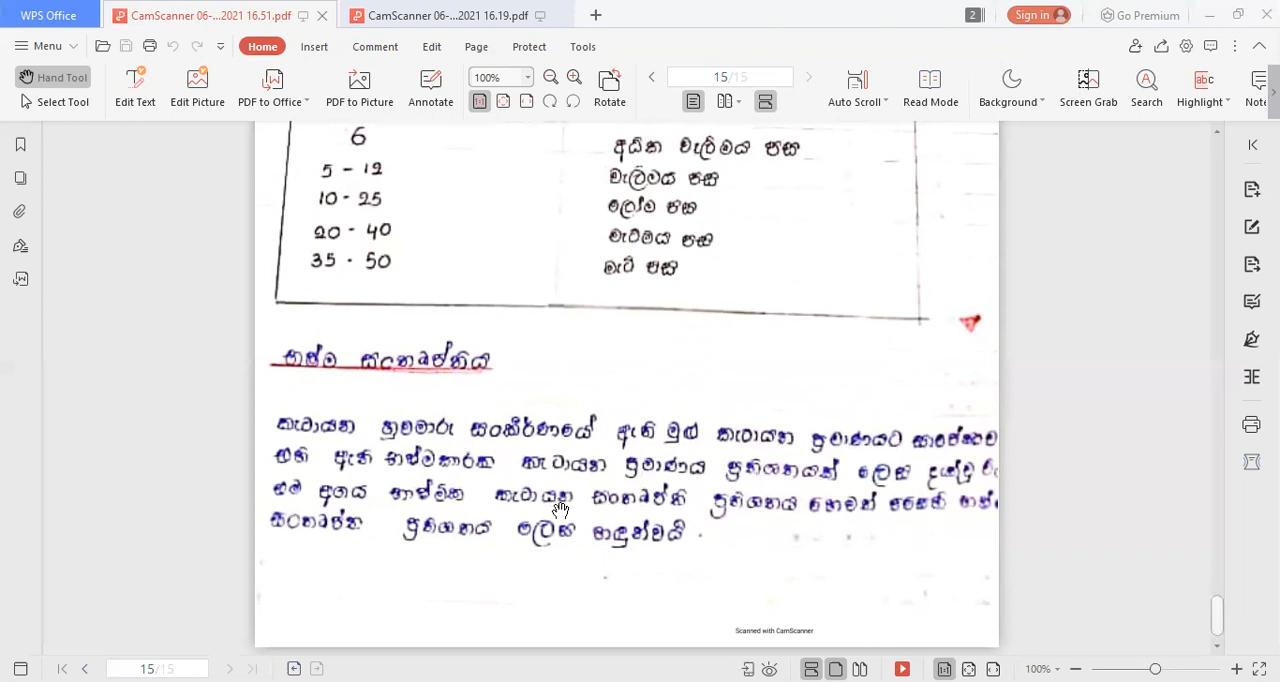 WPS Office
CamScanner 06-...2021 16.51].pdf
CamScanner 06-...2021 16.19].pdf
2
Sign in
Go Premium
Menu
Home
Insert
Comment
Edit
Page
Protect
Tools
Hand Tool
Select Tool
Edit Text
Edit Picture
PDF to Office
PDF to Picture
Annotate
100%
Rotate
15/15
Auto Scroll
Read Mode
Background
Screen Grab
Search
Highlight
Note
6 අධික වැලිමය පස
5 - 12 වැලිමය පස
10 - 25 ලෝම පස
20 - 40 මැටිමය පස
35 - 50 මැටි පස
භෂ්ම සංතෘප්තිය
කැටායන හුවමාරු සංකීර්ණයේ ඇති මුළු කැටායන ප්‍රමාණයට සාපේක්ෂව
එහි ඇති භෂ්මකාරක කැටායන ප්‍රමාණය ප්‍රතිශතයක් ලෙස දැක්වූ
එම අගය භාෂ්මික කැටායන සංතෘප්ති ප්‍රතිශතය හෙවත්
සංතෘප්ත ප්‍රතිශතය ලෙස හඳුන්වයි .
Scanned with CamScanner
15/15
100%